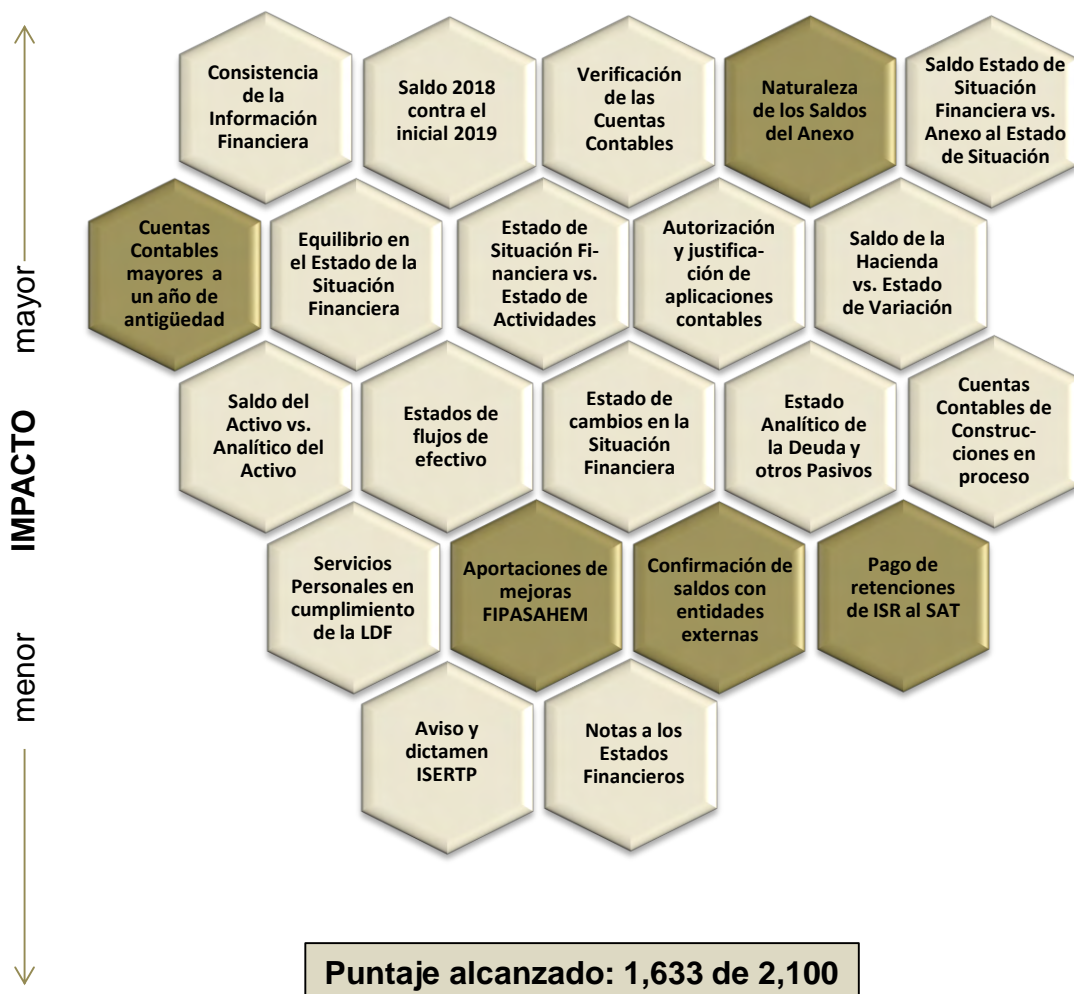 Consistencia
de la
Información
Financiera
Saldo 2018
contra el
inicial 2019
Verificación
de las
Cuentas
Contables
Naturaleza
de los Saldos
del Anexo
Saldo Estado de
Situación
Financiera vs.
Anexo al Estado
de Situación
Cuentas
Contables
mayores a
un año de
antigüedad
Equilibrio en
el Estado de la
Situación
Financiera
Estado de
Situación Fi-
nanciera vs.
Estado de
Actividades
Autorización
y justifica-
ción de
aplicaciones
contables
Saldo de la
Hacienda
vs. Estado
de Variación
Saldo del
Activo vs.
Analítico del
Activo
Estados de
flujos de
efectivo
Estado de
cambios en la
Situación
Financiera
Estado
Analítico de
la Deuda y
otros Pasivos
Cuentas
Contables de
Construc-
ciones en
proceso
Servicios
Personales en
cumplimiento
de la LDF
Aportaciones de
mejoras
FIPASAHEM
Confirmación de
saldos con
entidades
externas
Pago de
retenciones
de ISR al SAT
Aviso y
dictamen
ISERTP
Notas a los
Estados
Financieros
mayor
IMPACTO
menor
Puntaje alcanzado: 1,633 de 2,100